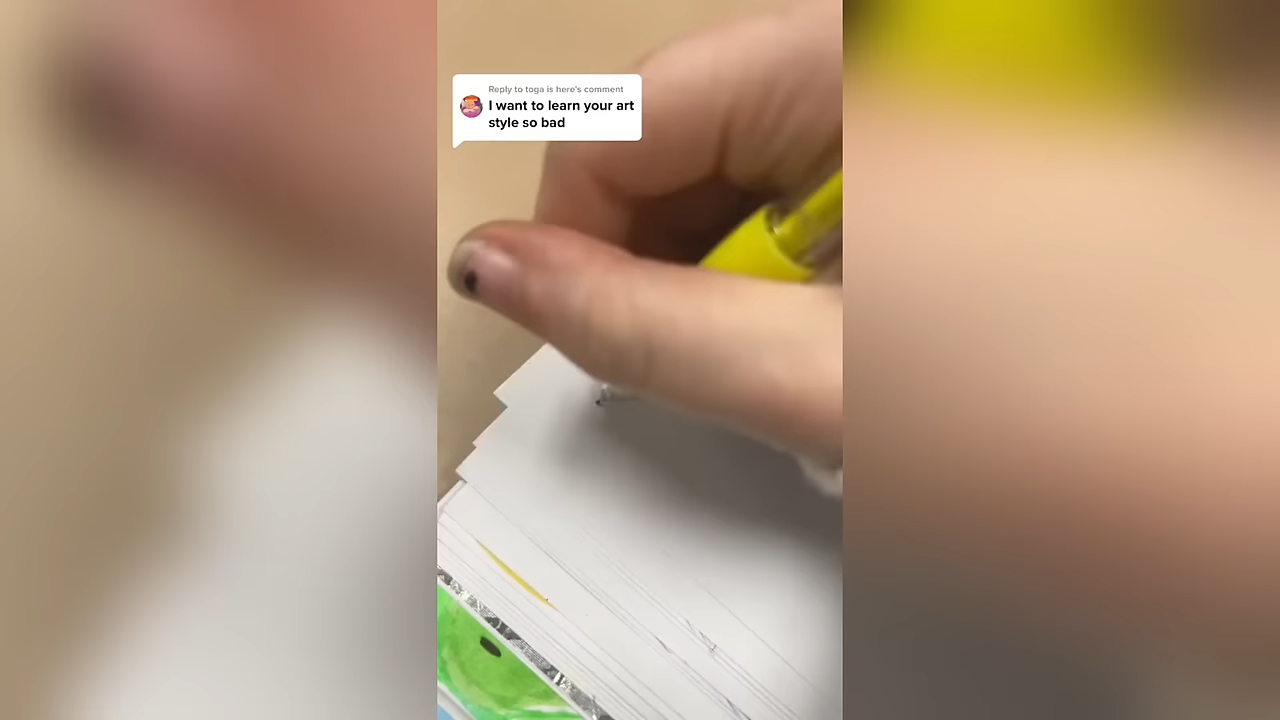 Reply to toga is here's comment
I want to learn your art
style so bad